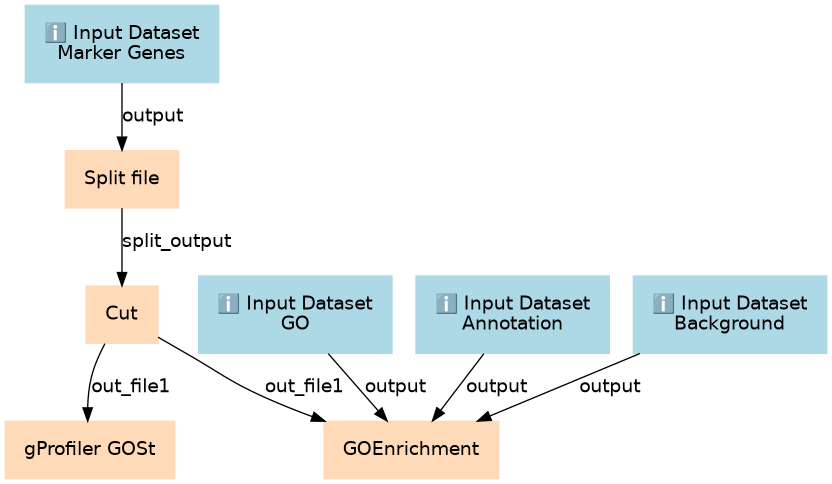 ℹ️ Input Dataset
Marker Genes
output
Split file
split_output
ℹ️ Input Dataset
GO
ℹ️ Input Dataset
Annotation
ℹ️ Input Dataset
Background
Cut
out_file1
out_file1
output
output
output
gProfiler GOSt
GOEnrichment